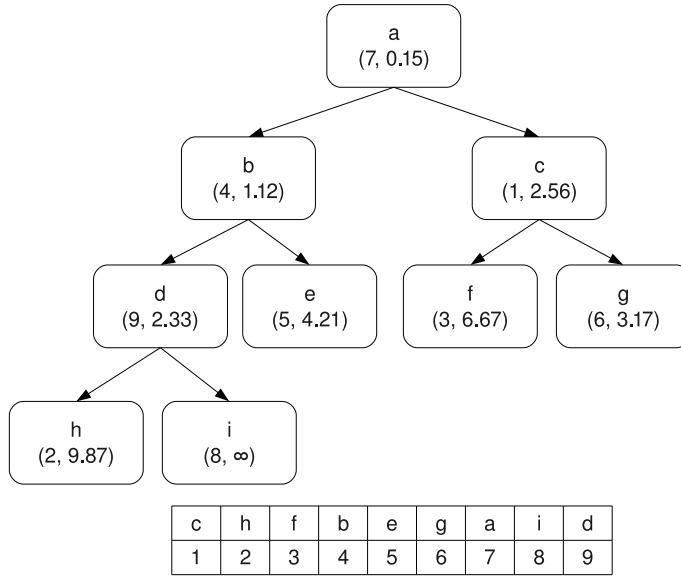 a
(7, 0.15)
b
(4, 1.12)
c
(1, 2.56)
d
(9, 2.33)
e
(5, 4.21)
f
(3, 6.67)
g
(6, 3.17)
h
(2, 9.87)
i
(8, ∞)
c h f b e g a i d
1 2 3 4 5 6 7 8 9